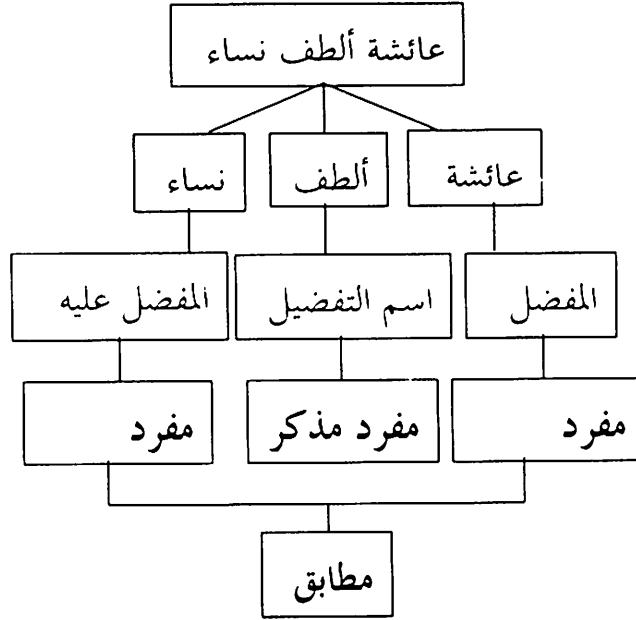 عائشة ألطف نساء
عائشة ألطف نساء
المفضل اسم التفضيل المفضل عليه
مفرد مفرد مذكر مفرد
مطابق